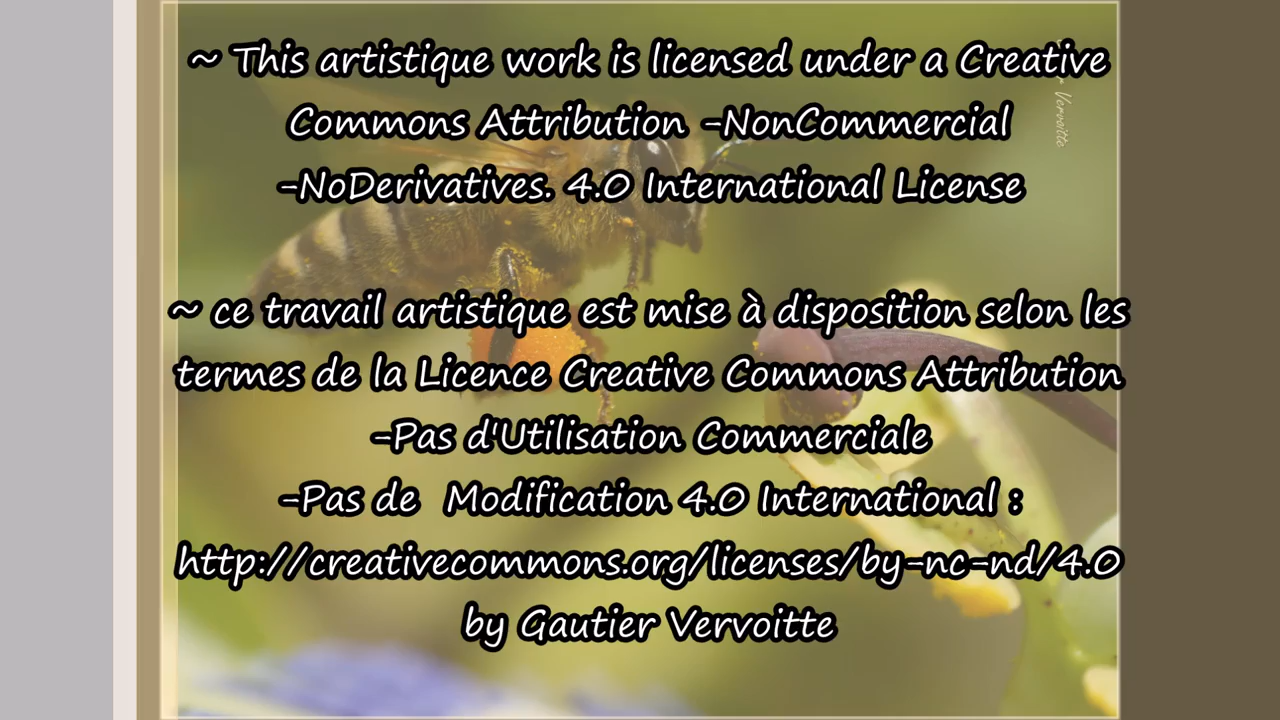 ~ This artistique work is licensed under a Creative
Commons Attribution -NonCommercial
-NoDerivatives. 4.0 International License
~ ce travail artistique est mise à disposition selon les
termes de la Licence Creative Commons Attribution
-Pas d'Utilisation Commerciale
-Pas de Modification 4.0 International :
http://creativecommons.org/licenses/by-nc-nd/4.0
by Gautier Vervoitte
Vervoitte